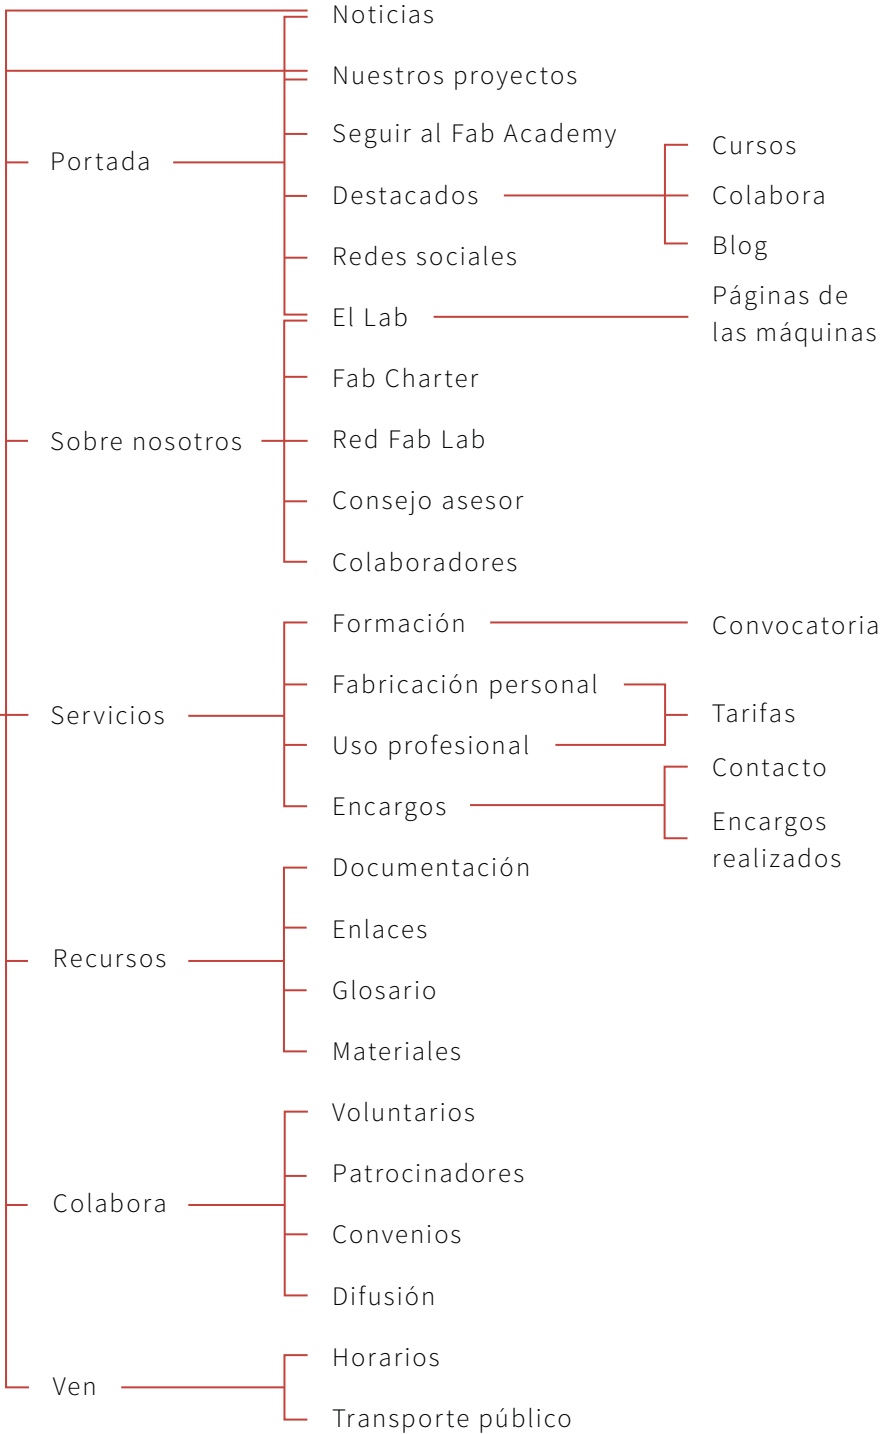 Noticias
Nuestros proyectos
Seguir al Fab Academy
Portada
Destacados
Redes sociales
El Lab
Cursos
Colabora
Blog
Páginas de
las máquinas
Fab Charter
Sobre nosotros
Red Fab Lab
Consejo asesor
Colaboradores
Formación
Convocatoria
Fabricación personal
Servicios
Tarifas
Uso profesional
Contacto
Encargos
Encargos
realizados
Documentación
Enlaces
Recursos
Glosario
Materiales
Voluntarios
Patrocinadores
Colabora
Convenios
Difusión
Horarios
Ven
Transporte público